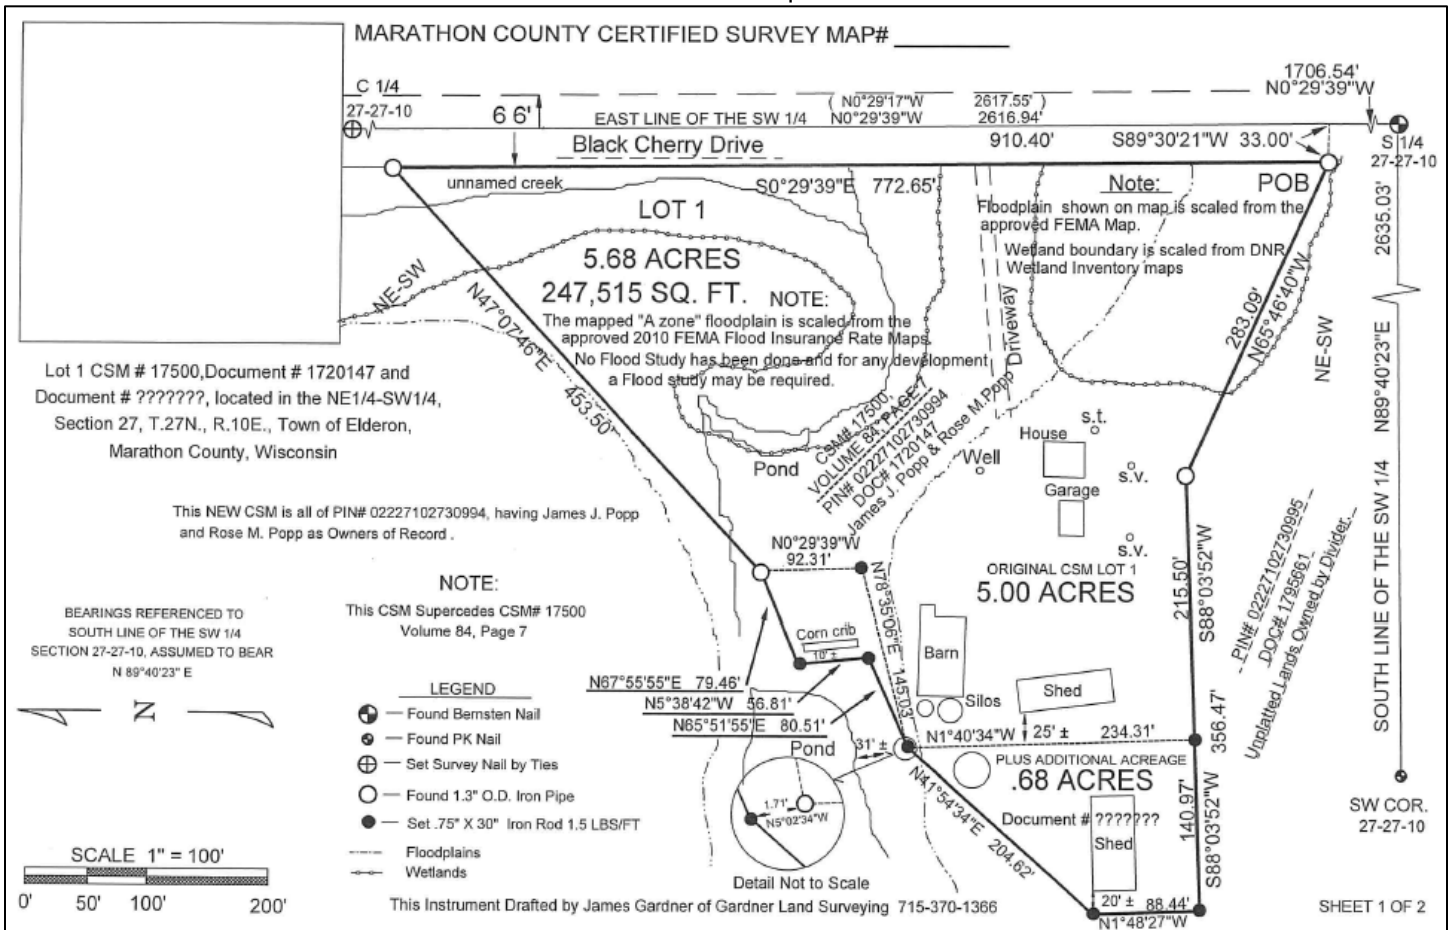 MARATHON COUNTY CERTIFIED SURVEY MAP#
C 1/4
27-27-10
6 6'
EAST LINE OF THE SW 1/4
( N0°29'17"W 2617.55' )
N0°29'39"W 2616.94'
1706.54'
N0°29'39"W
910.40'
S89°30'21"W 33.00'
S 1/4
27-27-10
Black Cherry Drive
unnamed creek
S0°29'39"E 772.65'
Note:
POB
Floodplain shown on map is scaled from the
approved FEMA Map.
Wetland boundary is scaled from DNR
Wetland Inventory maps
LOT 1
5.68 ACRES
247,515 SQ. FT.
NOTE:
The mapped "A zone" floodplain is scaled from the
approved 2010 FEMA Flood Insurance Rate Maps.
No Flood Study has been done and for any development
a Flood study may be required.
NE-SW
N47°07'46"E 453.50'
Driveway
283.09'
N65°46'40"W
NE-SW
2635.03'
N89°40'23"E
SOUTH LINE OF THE SW 1/4
Lot 1 CSM # 17500,Document # 1720147 and
Document # ???????, located in the NE1/4-SW1/4,
Section 27, T.27N., R.10E., Town of Elderon,
Marathon County, Wisconsin
CSM# 17500,
VOLUME 84, PAGE 7
PIN# 02227102730994
DOC# 1720147
James J. Popp & Rose M.Popp
Pond
Well
House
s.t.
s.v.
Garage
s.v.
This NEW CSM is all of PIN# 02227102730994, having James J. Popp
and Rose M. Popp as Owners of Record .
N0°29'39"W
92.31'
N78°35'06"E 145.03'
ORIGINAL CSM LOT 1
5.00 ACRES
215.50'
S88°03'52"W
PIN# 02227102730995
DOC# 1795661
Unplatted Lands Owned by Divider.
NOTE:
This CSM Supercedes CSM# 17500
Volume 84, Page 7
BEARINGS REFERENCED TO
SOUTH LINE OF THE SW 1/4
SECTION 27-27-10, ASSUMED TO BEAR
N 89°40'23" E
N
Corn crib
10' ±
Barn
Silos
Shed
N67°55'55"E 79.46'
N5°38'42"W 56.81'
N65°51'55"E 80.51'
Pond
31' ±
N1°40'34"W 25' ± 234.31'
356.47'
PLUS ADDITIONAL ACREAGE
.68 ACRES
N41°54'34"E 204.62'
Document # ???????
Shed
140.97'
S88°03'52"W
20' ± 88.44'
N1°48'27"W
LEGEND
Found Bernsten Nail
Found PK Nail
Set Survey Nail by Ties
Found 1.3" O.D. Iron Pipe
Set .75" X 30" Iron Rod 1.5 LBS/FT
Floodplains
Wetlands
1.71'
N5°02'34"W
Detail Not to Scale
SCALE 1" = 100'
0' 50' 100' 200'
This Instrument Drafted by James Gardner of Gardner Land Surveying 715-370-1366
SW COR.
27-27-10
SHEET 1 OF 2